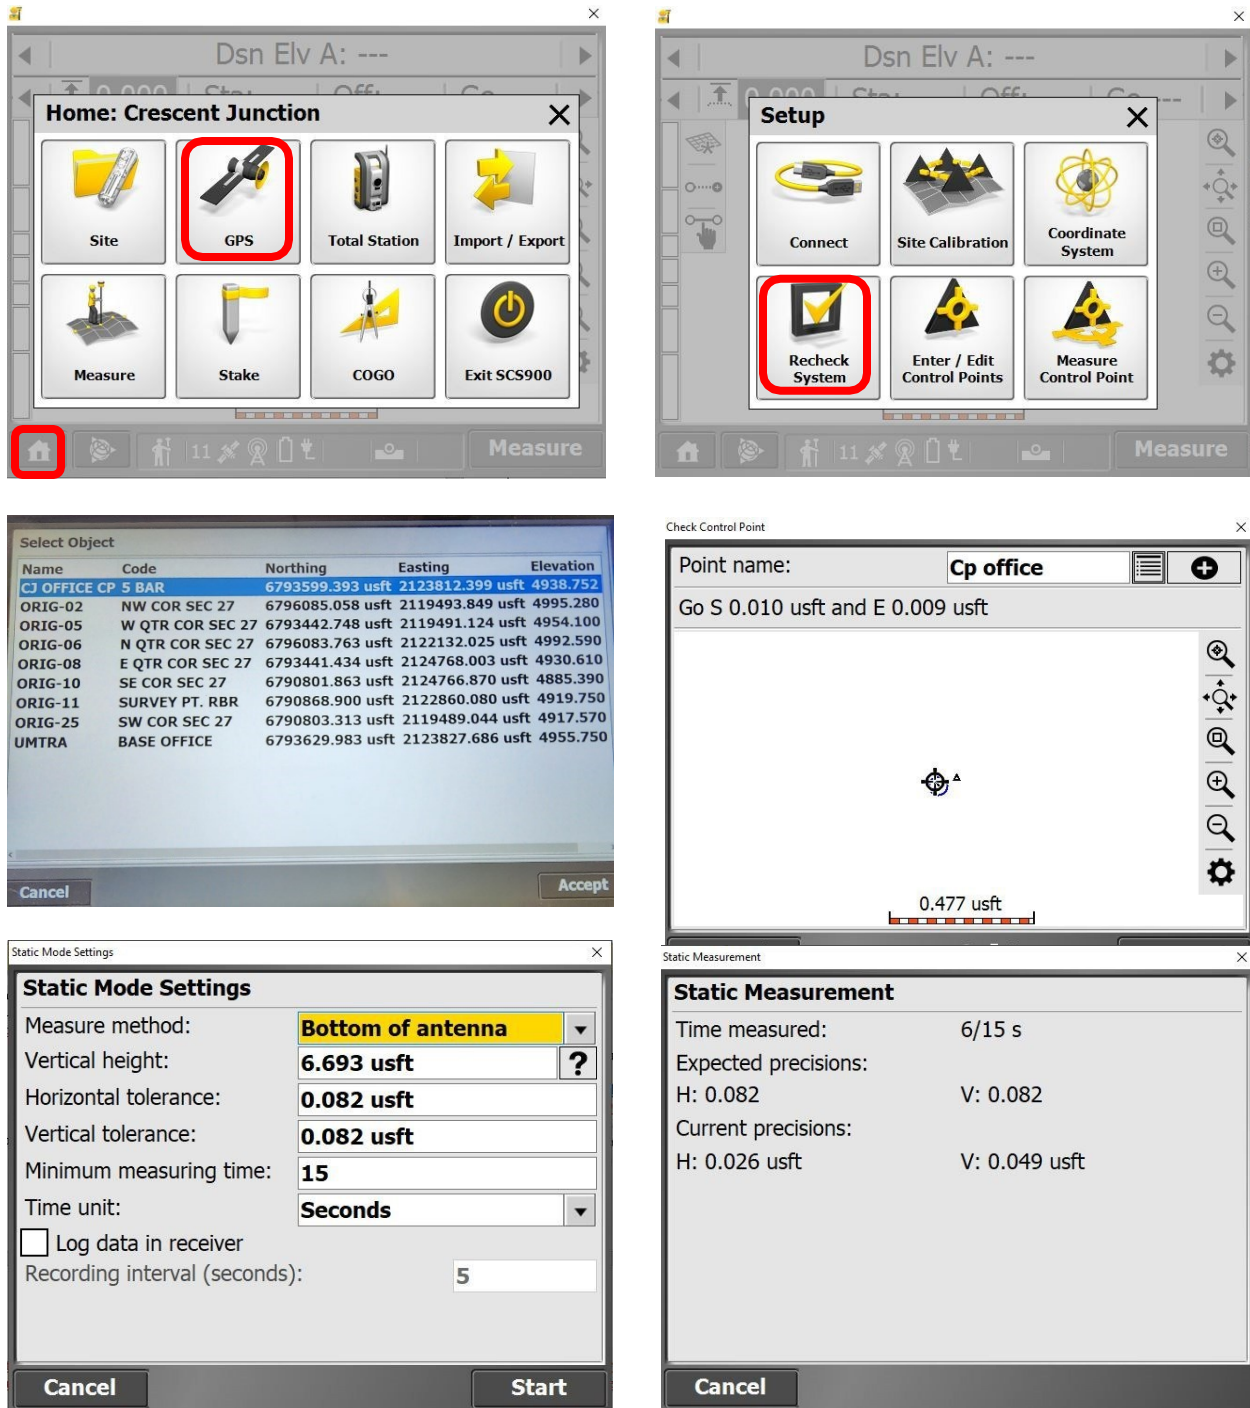 Dsn Elv A: ---
Home: Crescent Junction
Site
GPS
Total Station
Import / Export
Measure
Stake
COGO
Exit SCS900
11
Measure
Dsn Elv A: ---
Setup
Connect
Site Calibration
Coordinate
System
Recheck
System
Enter / Edit
Control Points
Measure
Control Point
11
Measure
Select Object
Name Code Northing Easting Elevation
CJ OFFICE CP 5 BAR 6793599.393 usft 2123812.399 usft 4938.752
ORIG-02 NW COR SEC 27 6796085.058 usft 2119493.849 usft 4995.280
ORIG-05 W QTR COR SEC 27 6793442.748 usft 2119491.124 usft 4954.100
ORIG-06 N QTR COR SEC 27 6796083.763 usft 2122132.025 usft 4992.590
ORIG-08 E QTR COR SEC 27 6793441.434 usft 2124768.003 usft 4930.610
ORIG-10 SE COR SEC 27 6790801.863 usft 2124766.870 usft 4885.390
ORIG-11 SURVEY PT. RBR 6790868.900 usft 2122860.080 usft 4919.750
ORIG-25 SW COR SEC 27 6790803.313 usft 2119489.044 usft 4917.570
UMTRA BASE OFFICE 6793629.983 usft 2123827.686 usft 4955.750
Cancel
Accept
Check Control Point
Point name: Cp office
Go S 0.010 usft and E 0.009 usft
0.477 usft
Static Mode Settings
Static Mode Settings
Measure method: Bottom of antenna
Vertical height: 6.693 usft ?
Horizontal tolerance: 0.082 usft
Vertical tolerance: 0.082 usft
Minimum measuring time: 15
Time unit: Seconds
Log data in receiver
Recording interval (seconds): 5
Cancel
Start
Static Measurement
Static Measurement
Time measured: 6/15 s
Expected precisions:
H: 0.082 V: 0.082
Current precisions:
H: 0.026 usft V: 0.049 usft
Cancel